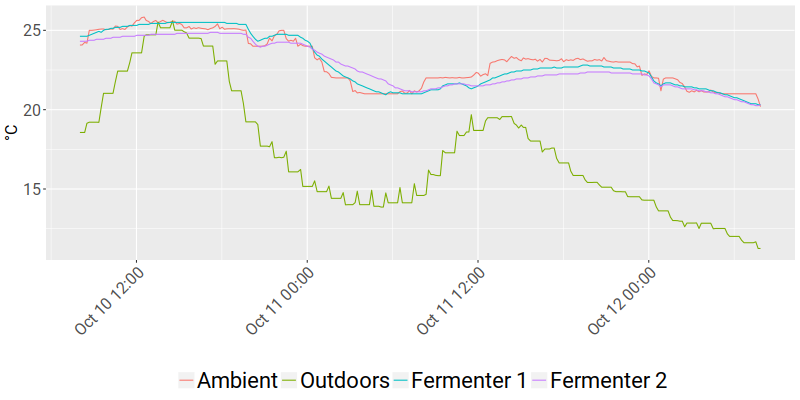 °C
25
20
15
Oct 10 12:00
Oct 11 00:00
Oct 11 12:00
Oct 12 00:00
Ambient Outdoors Fermenter 1 Fermenter 2